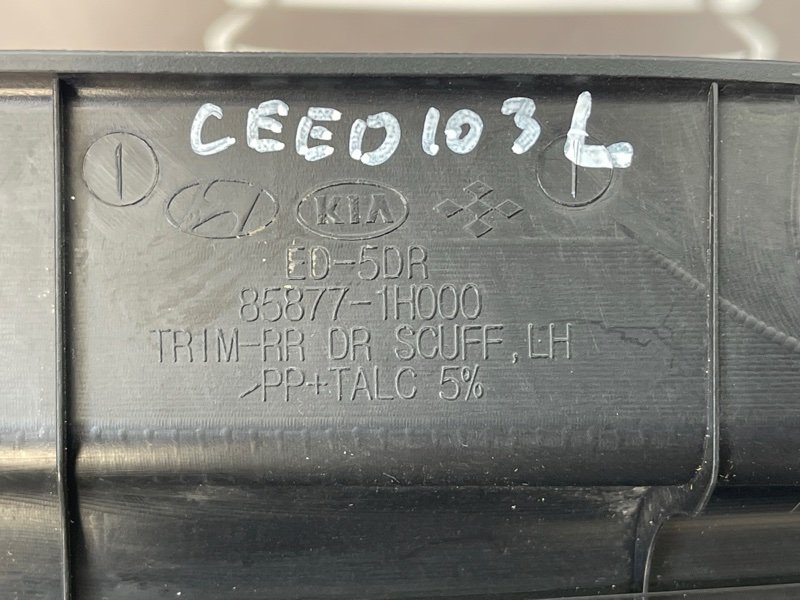 CEED103L
KIA
ED-5DR
85877-1H000
TRIM-RR DR SCUFF,LH
>PP+TALC 5%